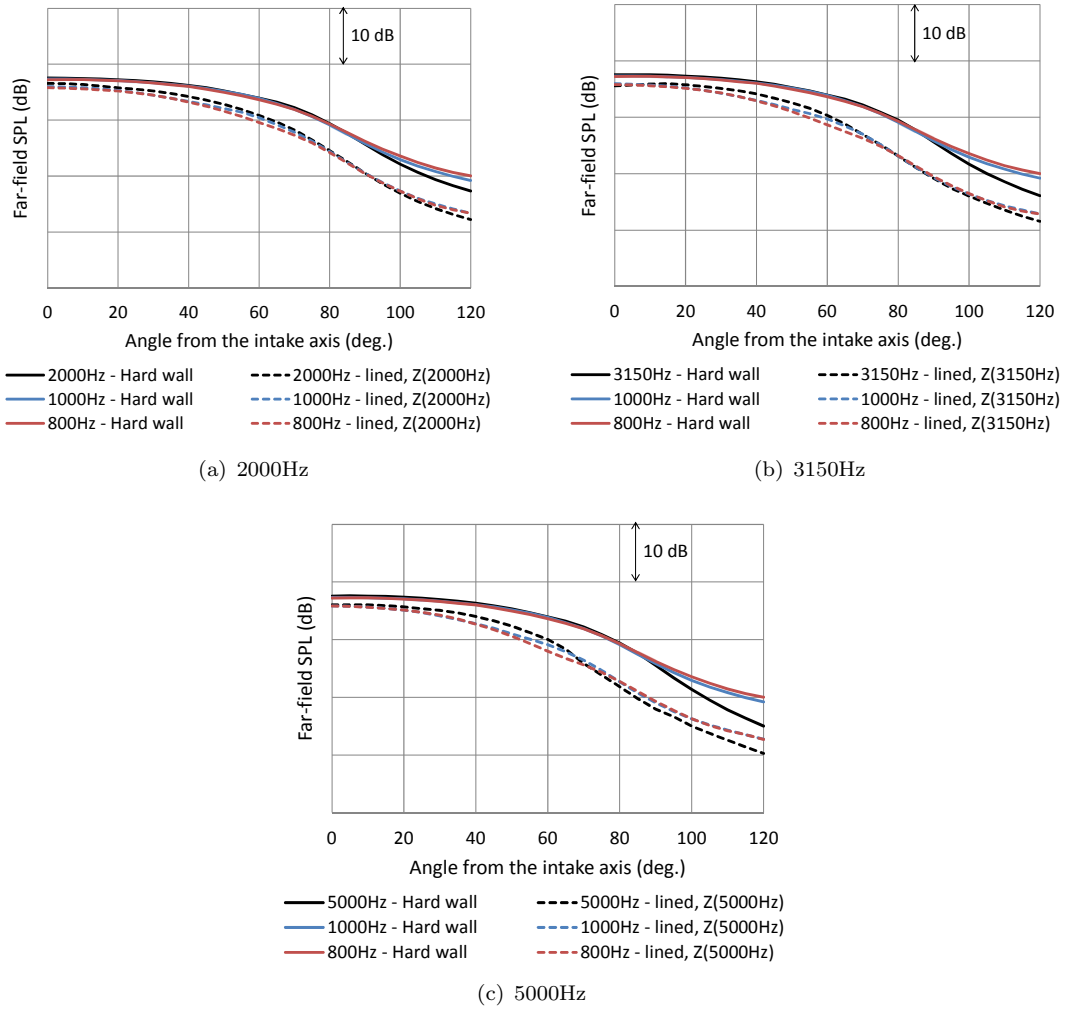 10 dB
Far-field SPL (dB)
0 20 40 60 80 100 120
Angle from the intake axis (deg.)
2000Hz - Hard wall 2000Hz - lined, Z(2000Hz)
1000Hz - Hard wall 1000Hz - lined, Z(2000Hz)
800Hz - Hard wall 800Hz - lined, Z(2000Hz)
(a) 2000Hz
10 dB
Far-field SPL (dB)
0 20 40 60 80 100 120
Angle from the intake axis (deg.)
3150Hz - Hard wall 3150Hz - lined, Z(3150Hz)
1000Hz - Hard wall 1000Hz - lined, Z(3150Hz)
800Hz - Hard wall 800Hz - lined, Z(3150Hz)
(b) 3150Hz
10 dB
Far-field SPL (dB)
0 20 40 60 80 100 120
Angle from the intake axis (deg.)
5000Hz - Hard wall 5000Hz - lined, Z(5000Hz)
1000Hz - Hard wall 1000Hz - lined, Z(5000Hz)
800Hz - Hard wall 800Hz - lined, Z(5000Hz)
(c) 5000Hz